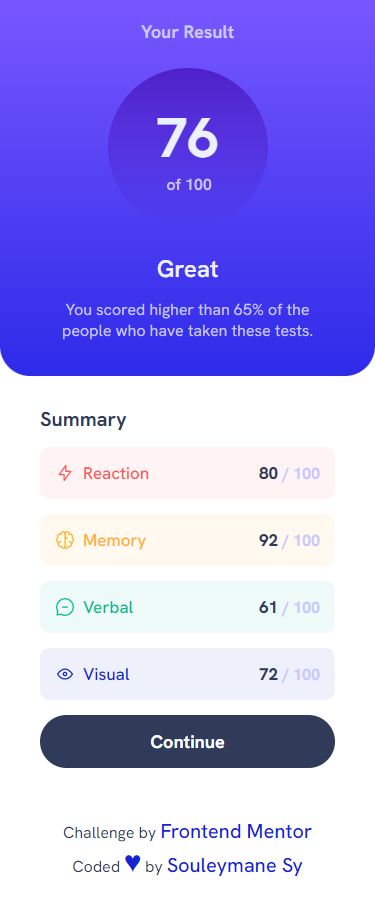 Your Result
76
of 100
Great
You scored higher than 65% of the
people who have taken these tests.
Summary
Reaction 80 / 100
Memory 92 / 100
Verbal 61 / 100
Visual 72 / 100
Continue
Challenge by Frontend Mentor
Coded ♥ by Souleymane Sy